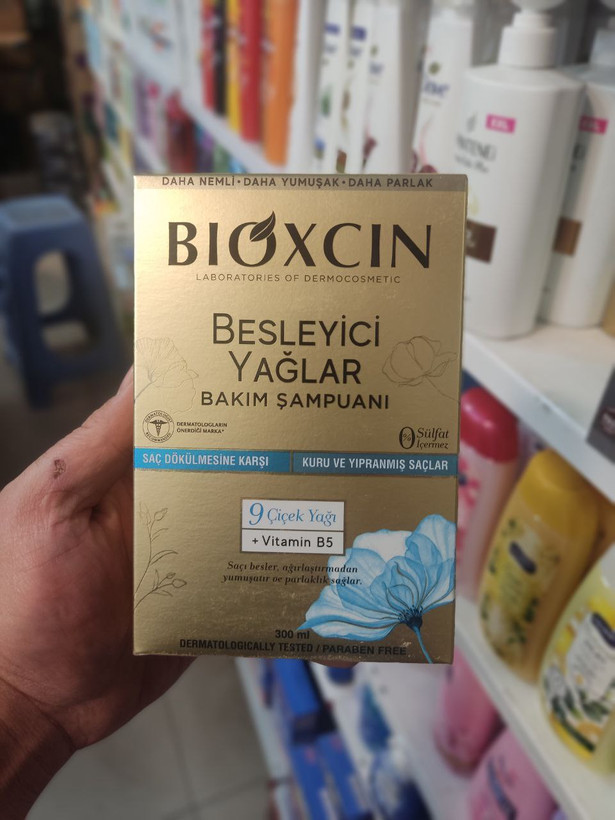 DAHA NEMLİ • DAHA YUMUŞAK • DAHA PARLAK
BIOXCIN
LABORATORIES OF DERMOCOSMETIC
BESLEYİCİ
YAĞLAR
BAKIM ŞAMPUANI
DERMATOLOGLARIN
ÖNERDİĞİ MARKA*
%0 Sülfat
İçermez
SAÇ DÖKÜLMESİNE KARŞI
KURU VE YIPRANMIŞ SAÇLAR
9 Çiçek Yağı
+ Vitamin B5
Saçı besler, ağırlaştırmadan
yumuşatır ve parlaklık sağlar.
300 ml
DERMATOLOGICALLY TESTED / PARABEN FREE
XXL